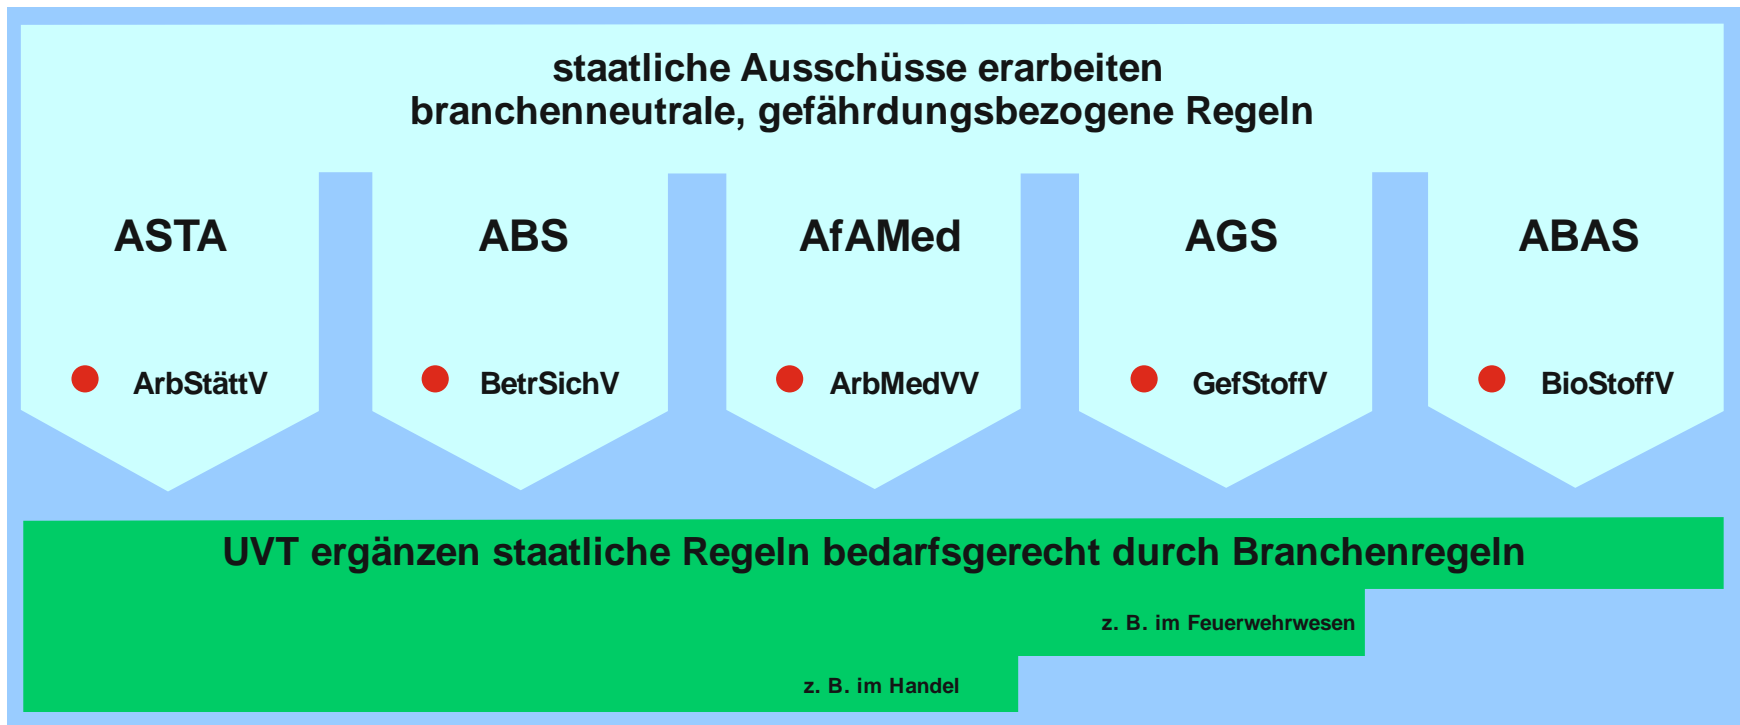 staatliche Ausschüsse erarbeiten
branchenneutrale, gefährdungsbezogene Regeln
ASTA
ABS
AfAMed
AGS
ABAS
ArbStättV
BetrSichV
ArbMedVV
GefStoffV
BioStoffV
UVT ergänzen staatliche Regeln bedarfsgerecht durch Branchenregeln
z. B. im Feuerwehrwesen
z. B. im Handel